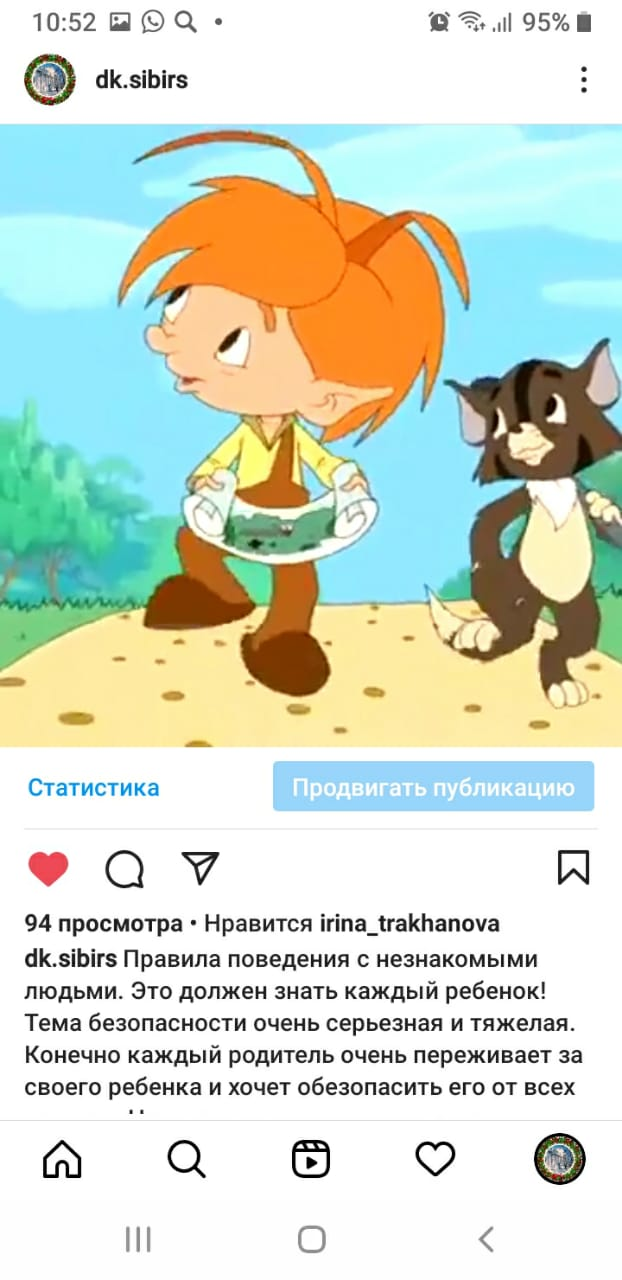 10:52
95%
dk.sibirs
Статистика
Продвигать публикацию
94 просмотра • Нравится irina_trakhanova
dk.sibirs Правила поведения с незнакомыми
людьми. Это должен знать каждый ребенок!
Тема безопасности очень серьезная и тяжелая.
Конечно каждый родитель очень переживает за
своего ребенка и хочет обезопасить его от всех